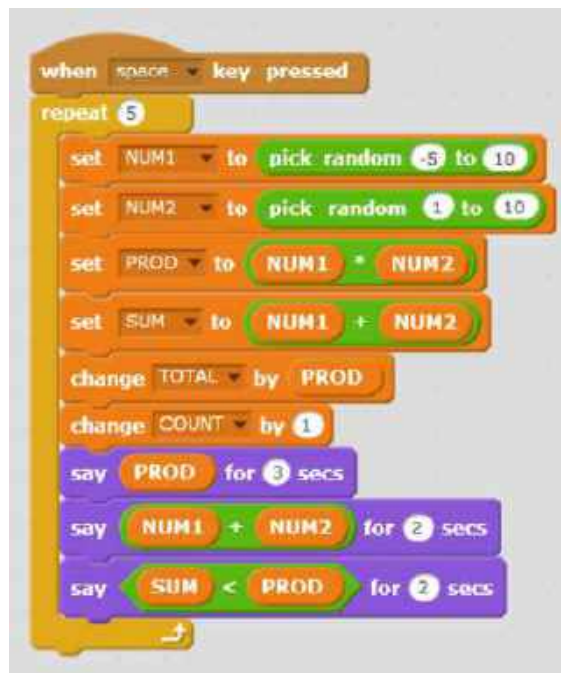 when space key pressed
repeat 5
set NUM1 to pick random -5 to 10
set NUM2 to pick random 1 to 10
set PROD to NUM1 * NUM2
set SUM to NUM1 + NUM2
change TOTAL by PROD
change COUNT by 1
say PROD for 3 secs
say NUM1 + NUM2 for 2 secs
say SUM < PROD for 2 secs